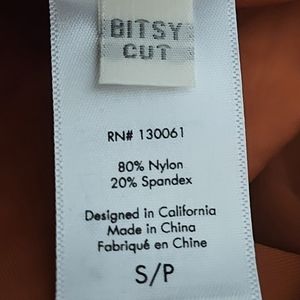 BITSY
CUT
RN# 130061
80% Nylon
20% Spandex
Designed in California
Made in China
Fabriqué en Chine
S/P